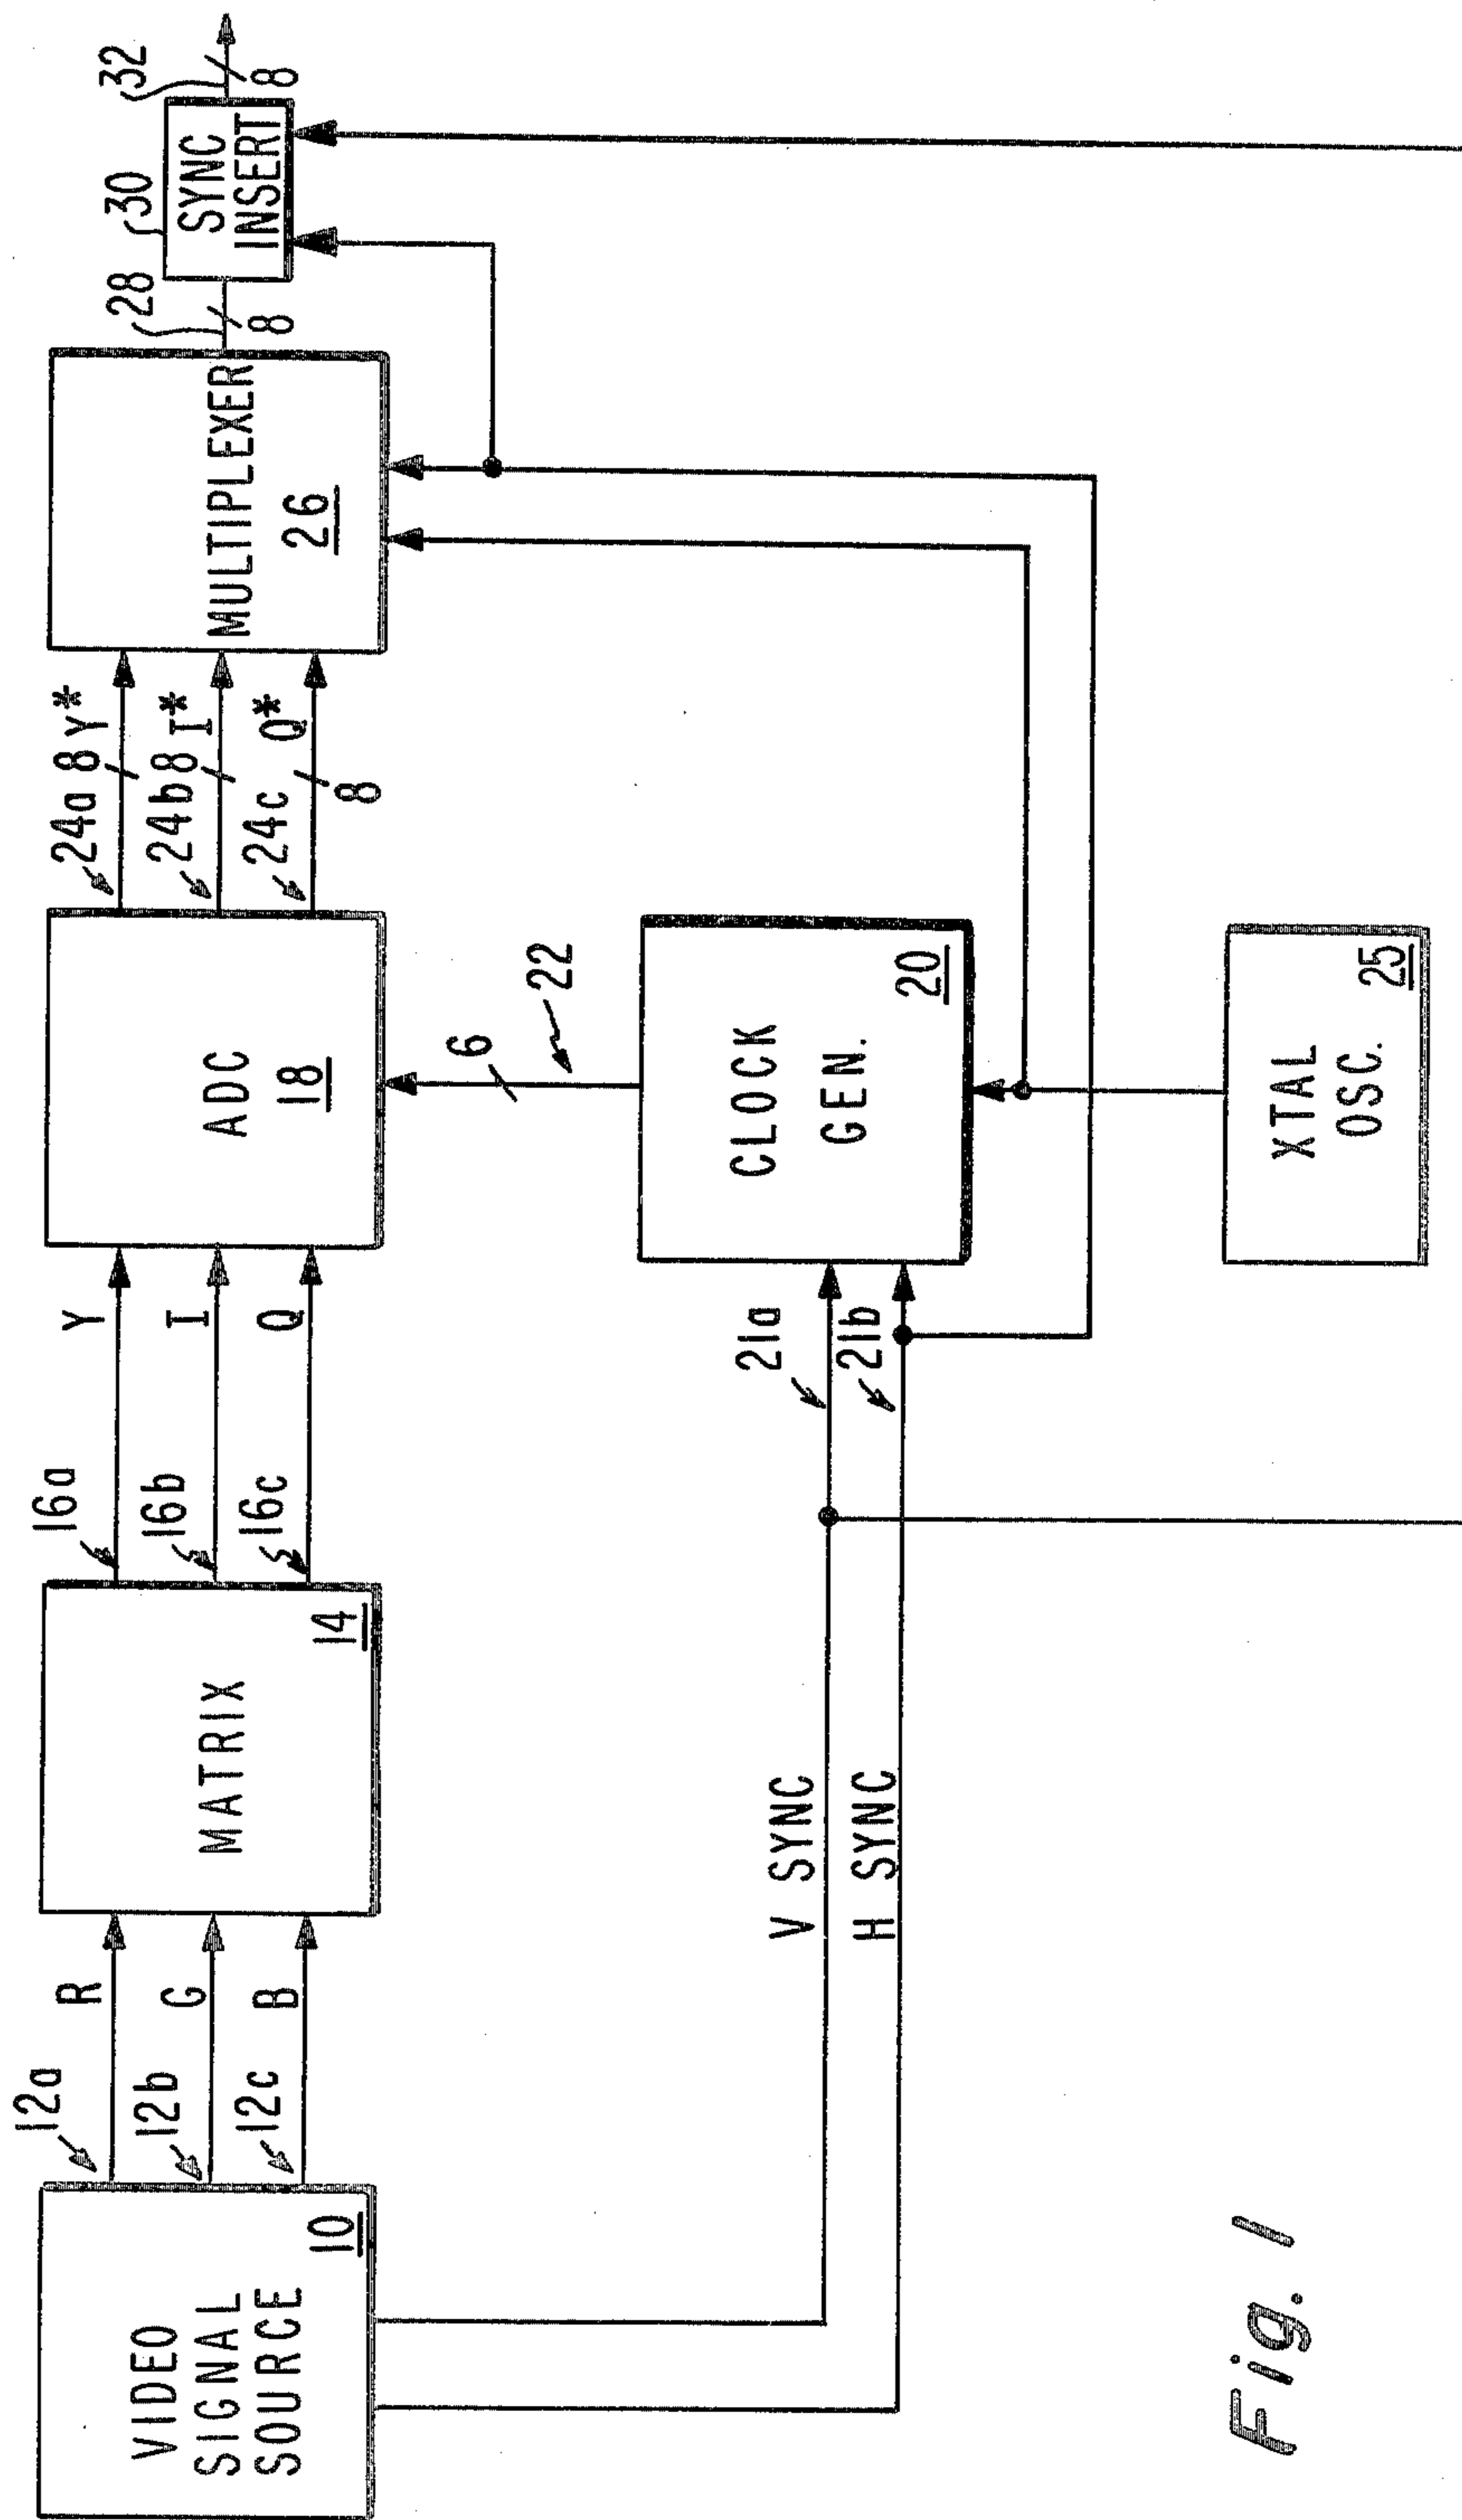 12a
R
12b
G
12c
B
VIDEO
SIGNAL
SOURCE
10
MATRIX
14
16a
Y
16b
I
16c
Q
ADC
18
24a 8 Y*
24b 8 I*
24c Q*
8
MULTIPLEXER
26
28
8
30
SYNC
INSERT
32
8
6
22
V SYNC
21a
H SYNC
21b
CLOCK
GEN.
20
XTAL
OSC.
25
Fig. 1